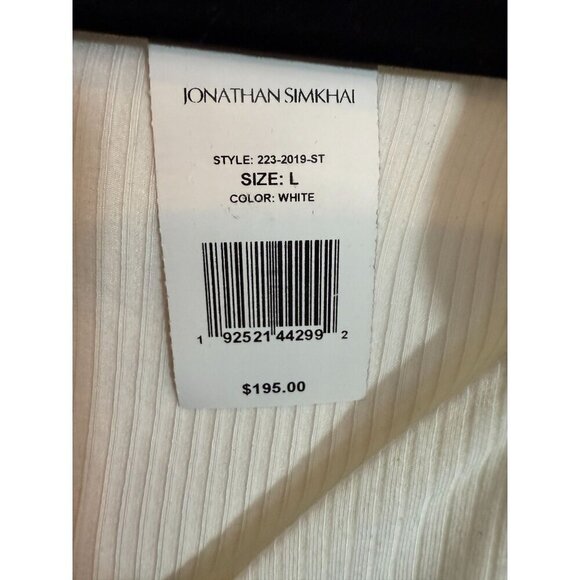 JONATHAN SIMKHAI
STYLE: 223-2019-ST
SIZE: L
COLOR: WHITE
1 92521 44299 2
$195.00